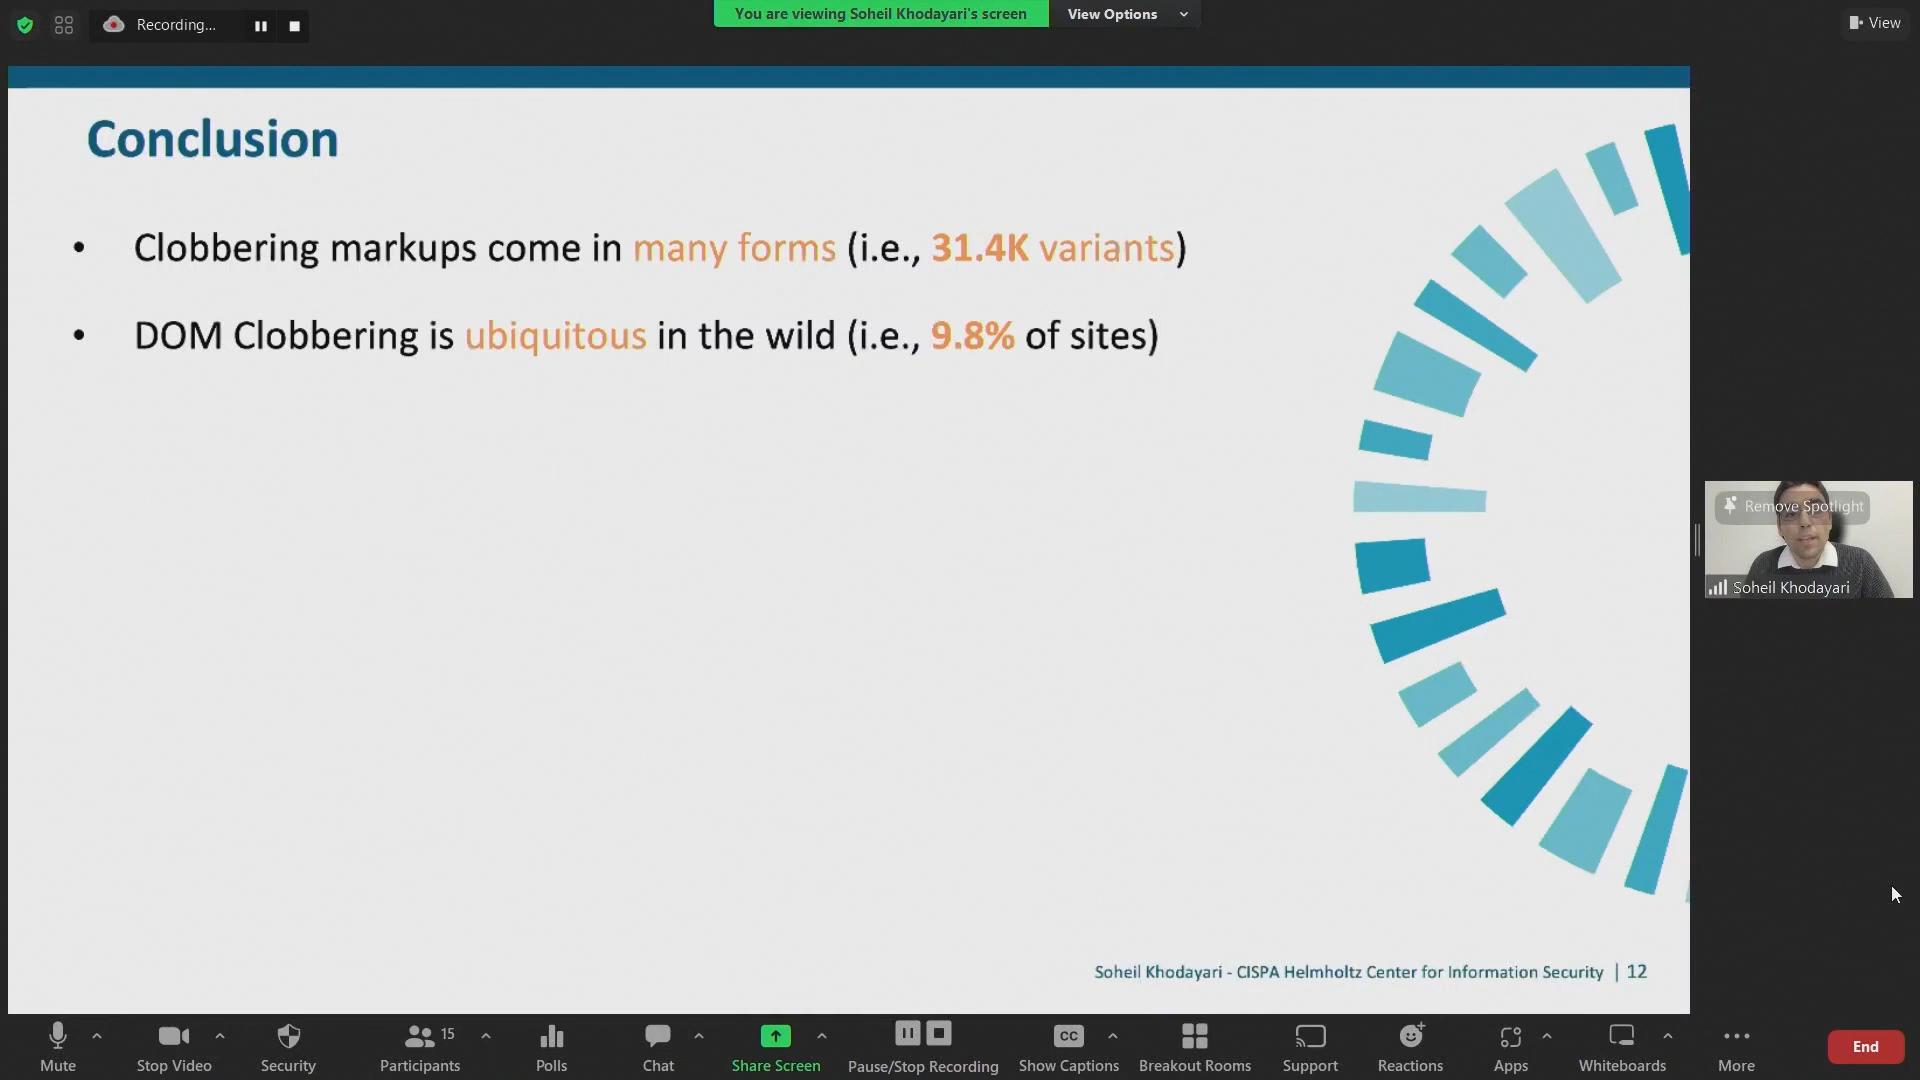 Recording...
You are viewing Soheil Khodayari's screen
View Options
View
Conclusion
• Clobbering markups come in many forms (i.e., 31.4K variants)
• DOM Clobbering is ubiquitous in the wild (i.e., 9.8% of sites)
Remove Spotlight
Soheil Khodayari
Soheil Khodayari - CISPA Helmholtz Center for Information Security | 12
Mute
Stop Video
Security
Participants 15
Polls
Chat
Share Screen
Pause/Stop Recording
CC
Show Captions
Breakout Rooms
Support
Reactions
Apps
Whiteboards
More
End